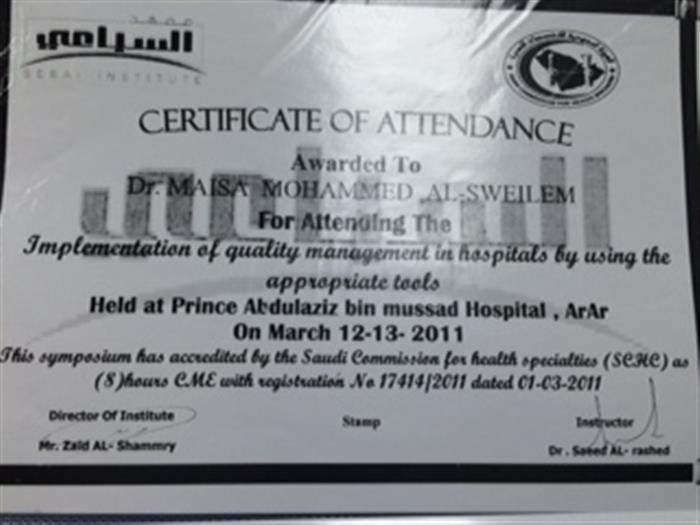 معهد
السباعي
SEBAI INSTITUTE
CERTIFICATE OF ATTENDANCE
Awarded To
Dr. MAISA MOHAMMED AL-SWEILEM
For Attending The
Implementation of quality management in hospitals by using the
appropriate tools
Held at Prince Abdulaziz bin mussad Hospital , ArAr
On March 12-13- 2011
This symposium has accredited by the Saudi Commission for health specialties (SCHC) as
(8)hours CME with registration No 17414/2011 dated 01-03-2011
Director Of Institute
Stamp
Instructor
Mr. Zaid AL- Shammry
Dr . Saeed AL- rashed